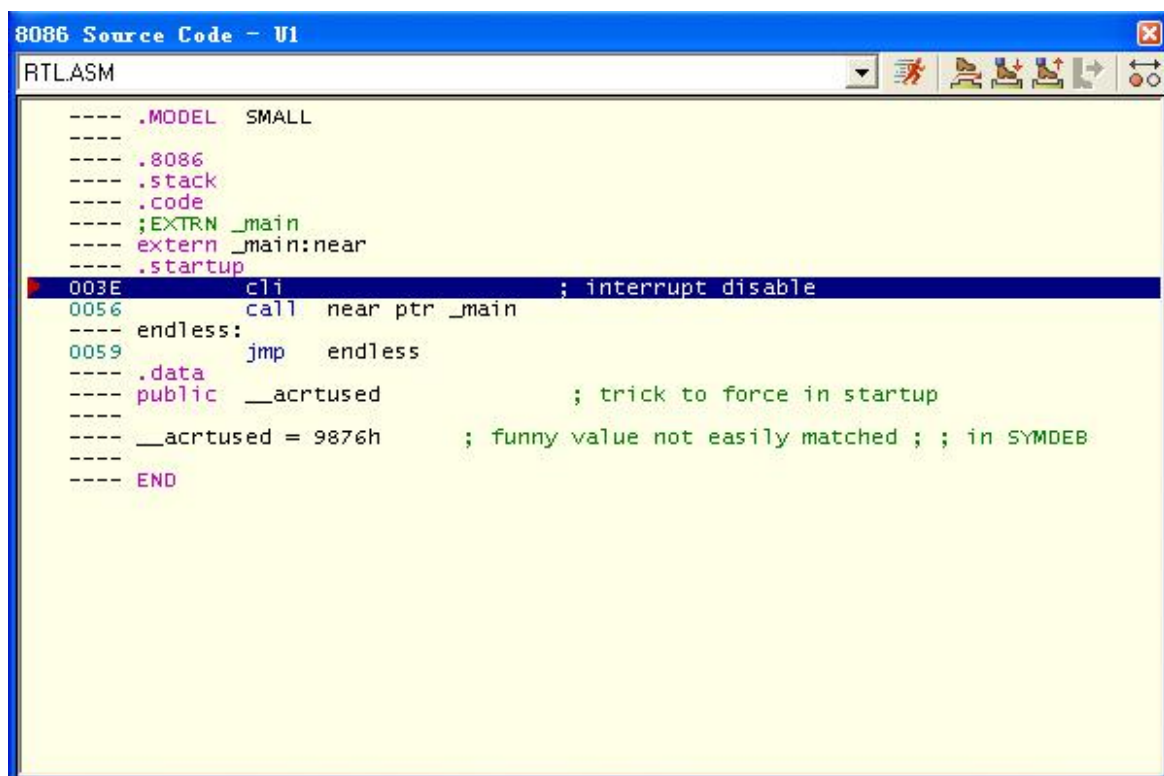 8086 Source Code - U1
RTL.ASM
---- .MODEL  SMALL
----
---- .8086
---- .stack
---- .code
---- ;EXTRN _main
---- extern _main:near
---- .startup
003E         cli                    ; interrupt disable
0056         call  near ptr _main
---- endless:
0059         jmp   endless
---- .data
---- public  __acrtused              ; trick to force in startup
----
---- __acrtused = 9876h      ; funny value not easily matched ; ; in SYMDEB
----
---- END